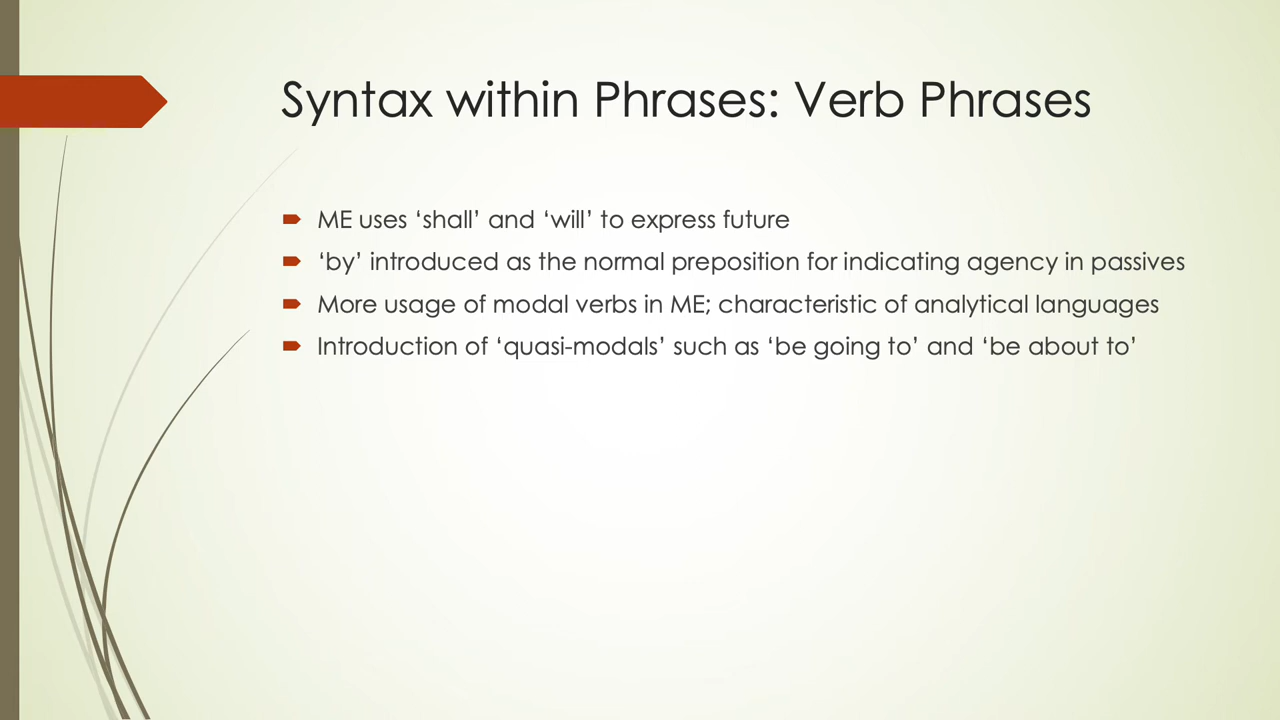 Syntax within Phrases: Verb Phrases
ME uses ‘shall’ and ‘will’ to express future
‘by’ introduced as the normal preposition for indicating agency in passives
More usage of modal verbs in ME; characteristic of analytical languages
Introduction of ‘quasi-modals’ such as ‘be going to’ and ‘be about to’